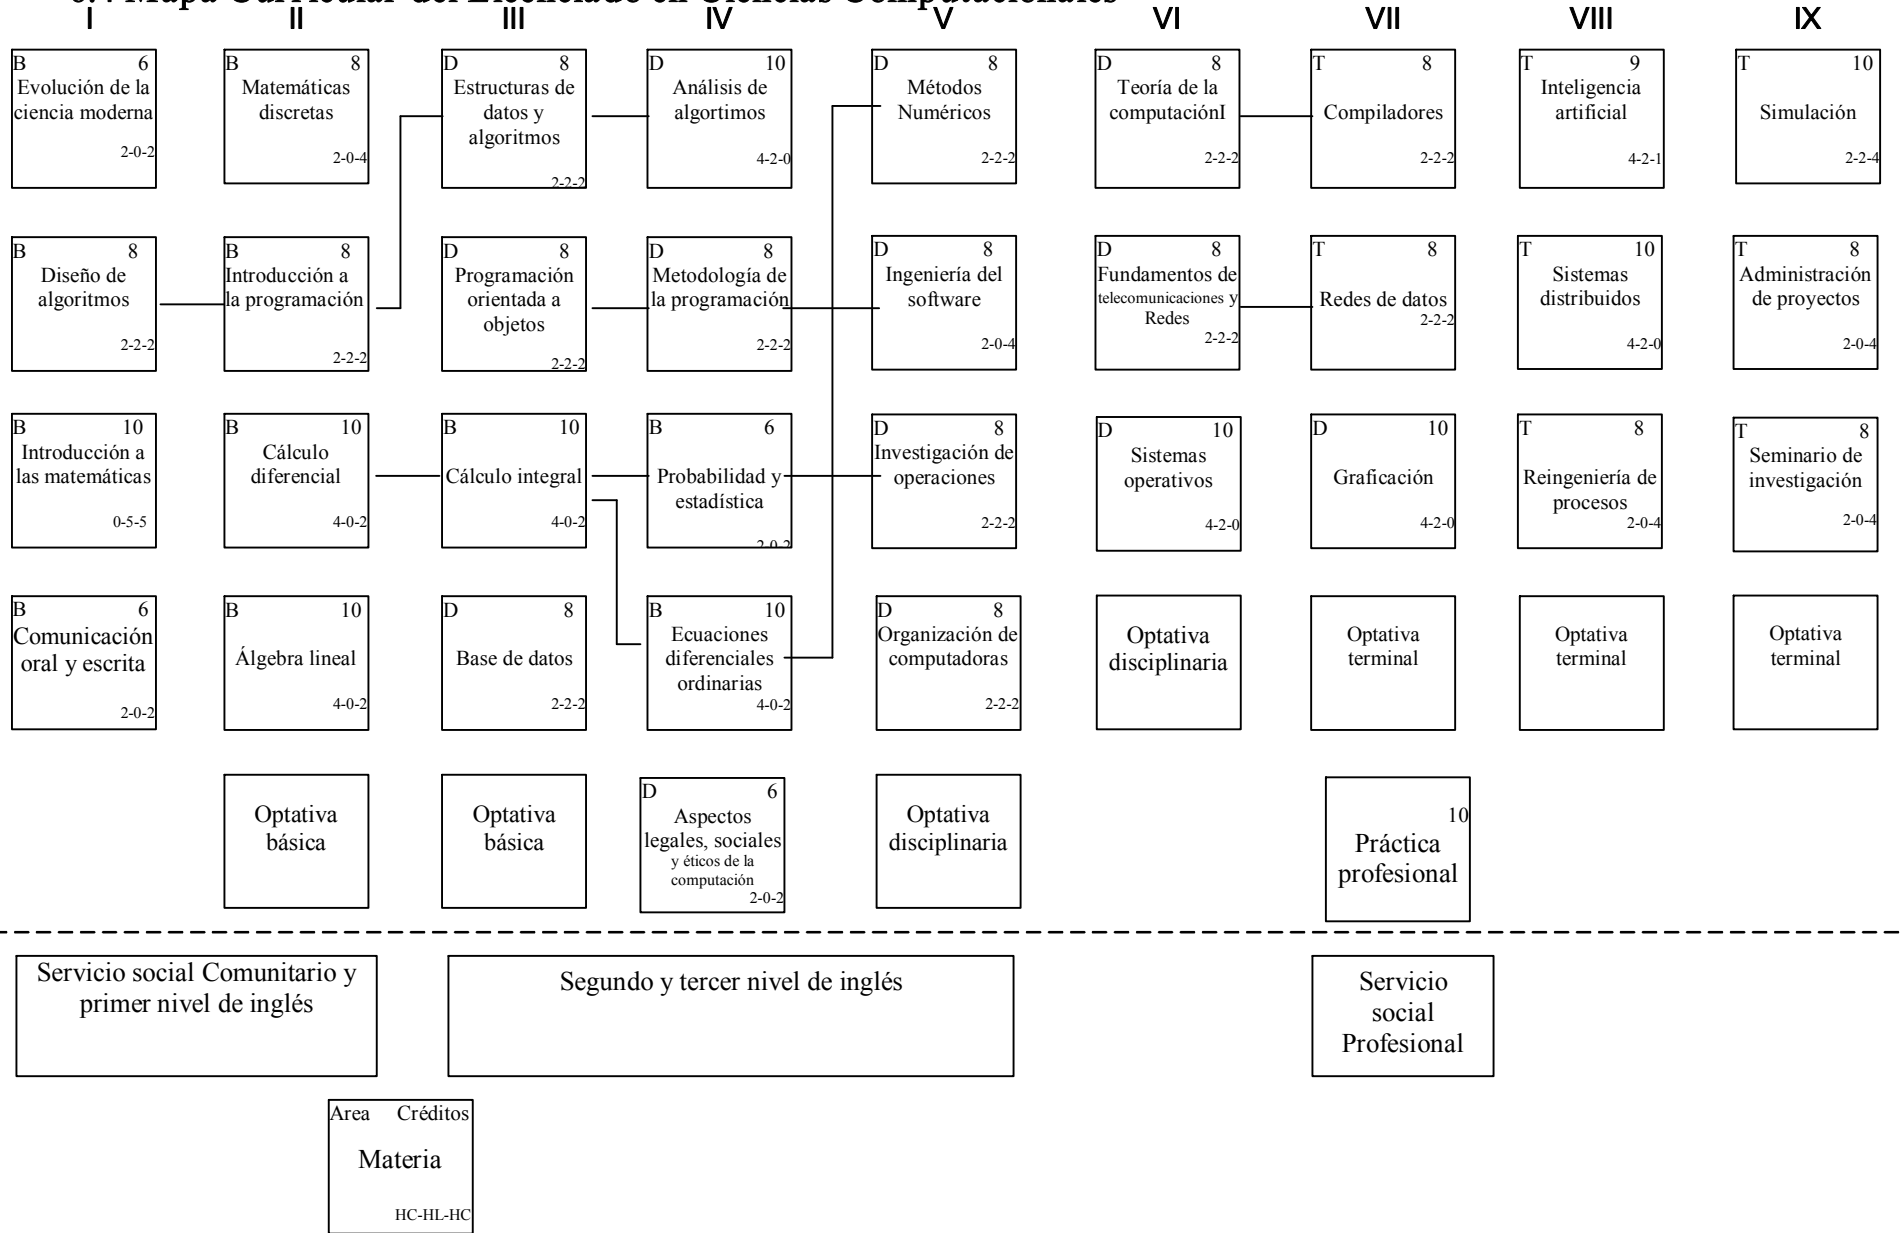 6.4 Mapa Curricular del Licenciado en Ciencias Computacionales
I II III IV V VI VII VIII IX
B 6
Evolución de la
ciencia moderna
2-0-2
B 8
Matemáticas
discretas
2-0-4
D 8
Estructuras de
datos y
algoritmos
2-2-2
D 10
Análisis de
algortimos
4-2-0
D 8
Métodos
Numéricos
2-2-2
D 8
Teoría de la
computaciónI
2-2-2
T 8
Compiladores
2-2-2
T 9
Inteligencia
artificial
4-2-1
T 10
Simulación
2-2-4
B 8
Diseño de
algoritmos
2-2-2
B 8
Introducción a
la programación
2-2-2
D 8
Programación
orientada a
objetos
2-2-2
D 8
Metodología de
la programación
2-2-2
D 8
Ingeniería del
software
2-0-4
D 8
Fundamentos de
telecomunicaciones y
Redes
2-2-2
T 8
Redes de datos
2-2-2
T 10
Sistemas
distribuidos
4-2-0
T 8
Administración
de proyectos
2-0-4
B 10
Introducción a
las matemáticas
0-5-5
B 10
Cálculo
diferencial
4-0-2
B 10
Cálculo integral
4-0-2
B 6
Probabilidad y
estadística
2-0-2
D 8
Investigación de
operaciones
2-2-2
D 10
Sistemas
operativos
4-2-0
D 10
Graficación
4-2-0
T 8
Reingeniería de
procesos
2-0-4
T 8
Seminario de
investigación
2-0-4
B 6
Comunicación
oral y escrita
2-0-2
B 10
Álgebra lineal
4-0-2
D 8
Base de datos
2-2-2
B 10
Ecuaciones
diferenciales
ordinarias
4-0-2
D 8
Organización de
computadoras
2-2-2
Optativa
disciplinaria
Optativa
terminal
Optativa
terminal
Optativa
terminal
Optativa
básica
Optativa
básica
D 6
Aspectos
legales, sociales
y éticos de la
computación
2-0-2
Optativa
disciplinaria
10
Práctica
profesional
Servicio social Comunitario y
primer nivel de inglés
Segundo y tercer nivel de inglés
Servicio
social
Profesional
Area Créditos
Materia
HC-HL-HC